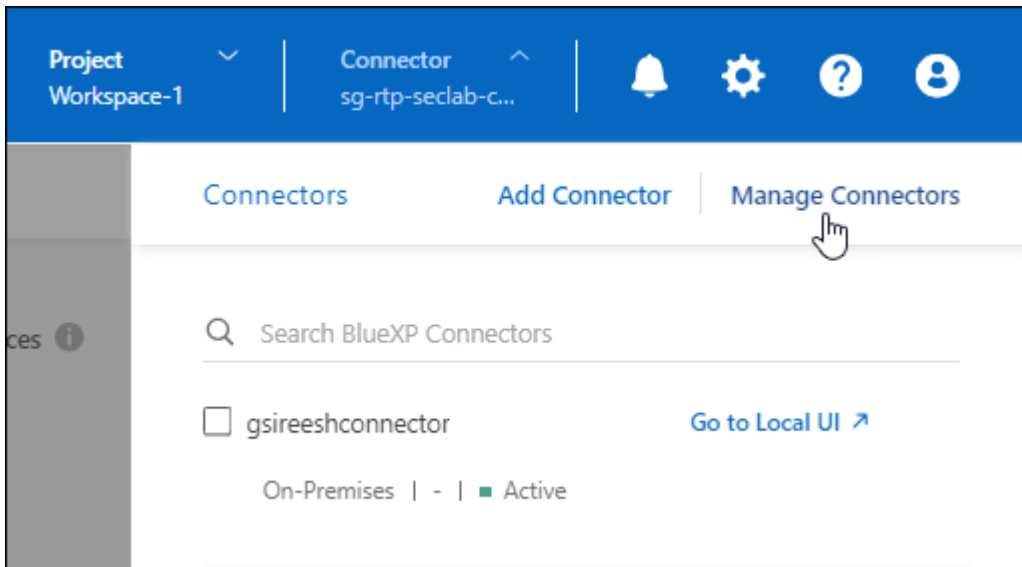 Project
Workspace-1
Connector
sg-rtp-seclab-c...
Connectors
Add Connector
Manage Connectors
ces
Search BlueXP Connectors
gsireeshconnector
Go to Local UI
On-Premises | - | Active